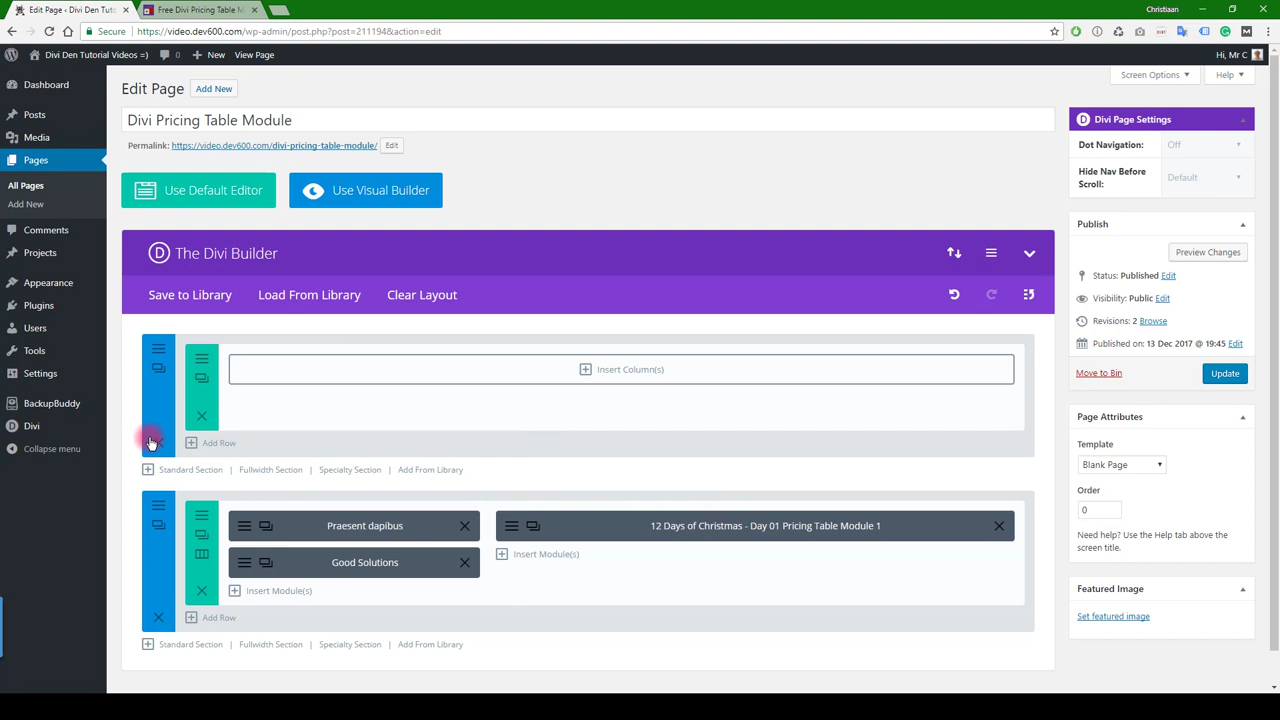 Edit Page ‹ Divi Den Tuto
Free Divi Pricing Table M
Christiaan
Secure
https://video.dev600.com/wp-admin/post.php?post=211194&action=edit
Divi Den Tutorial Videos =)
0
New
View Page
Hi, Mr C
Dashboard
Posts
Media
Pages
All Pages
Add New
Comments
Projects
Appearance
Plugins
Users
Tools
Settings
BackupBuddy
Divi
Collapse menu
Edit Page
Add New
Screen Options
Help
Divi Pricing Table Module
Permalink: https://video.dev600.com/divi-pricing-table-module/
Edit
Use Default Editor
Use Visual Builder
D The Divi Builder
Save to Library
Load From Library
Clear Layout
Insert Column(s)
Add Row
Standard Section | Fullwidth Section | Specialty Section | Add From Library
Praesent dapibus
12 Days of Christmas - Day 01 Pricing Table Module 1
Insert Module(s)
Good Solutions
Insert Module(s)
Add Row
Standard Section | Fullwidth Section | Specialty Section | Add From Library
D Divi Page Settings
Dot Navigation:
Off
Hide Nav Before
Scroll:
Default
Publish
Preview Changes
Status: Published Edit
Visibility: Public Edit
Revisions: 2 Browse
Published on: 13 Dec 2017 @ 19:45 Edit
Move to Bin
Update
Page Attributes
Template
Blank Page
Order
0
Need help? Use the Help tab above the
screen title.
Featured Image
Set featured image